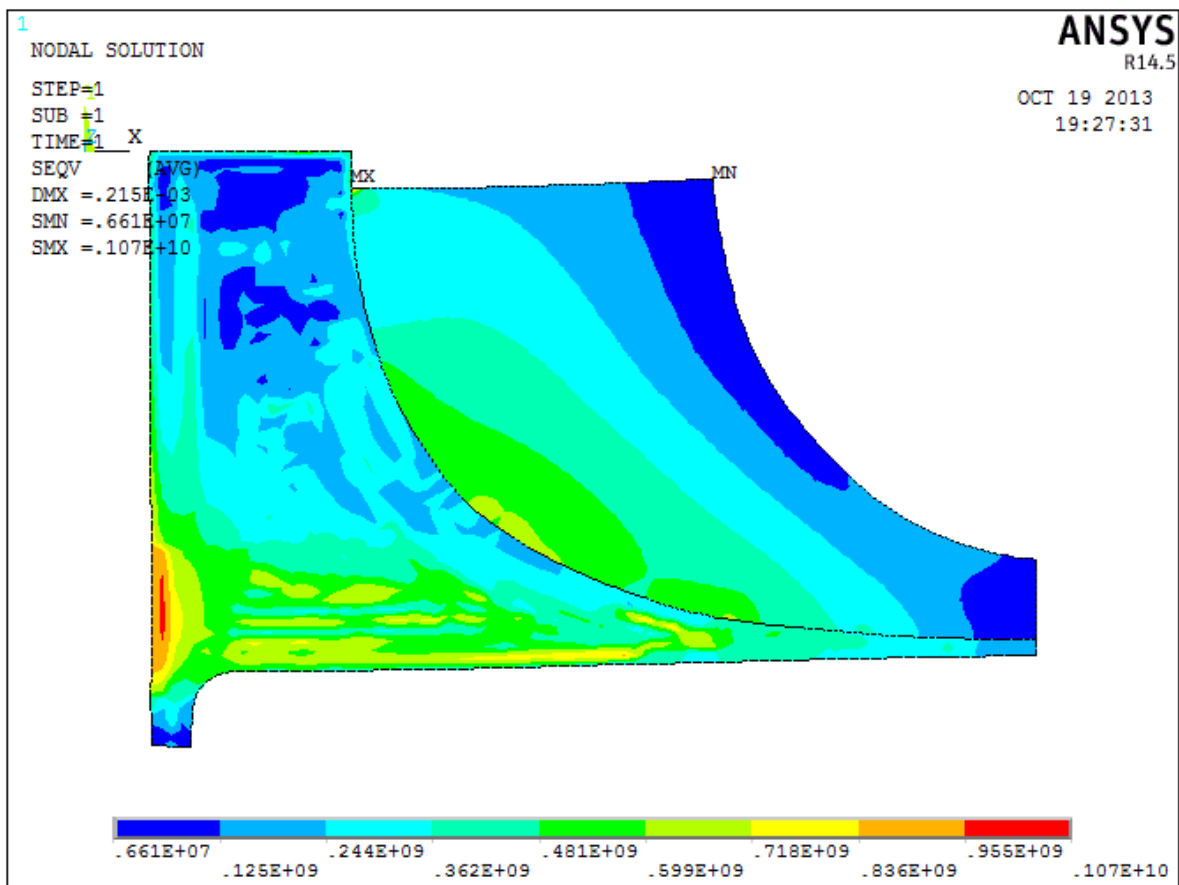 1
NODAL SOLUTION
STEP=1
SUB =1
TIME=1
SEQV (AVG)
DMX =.215E-03
SMN =.661E+07
SMX =.107E+10
ANSYS
R14.5
OCT 19 2013
19:27:31
Z X
MX
MN
.661E+07 .244E+09 .481E+09 .718E+09 .955E+09
.125E+09 .362E+09 .599E+09 .836E+09 .107E+10